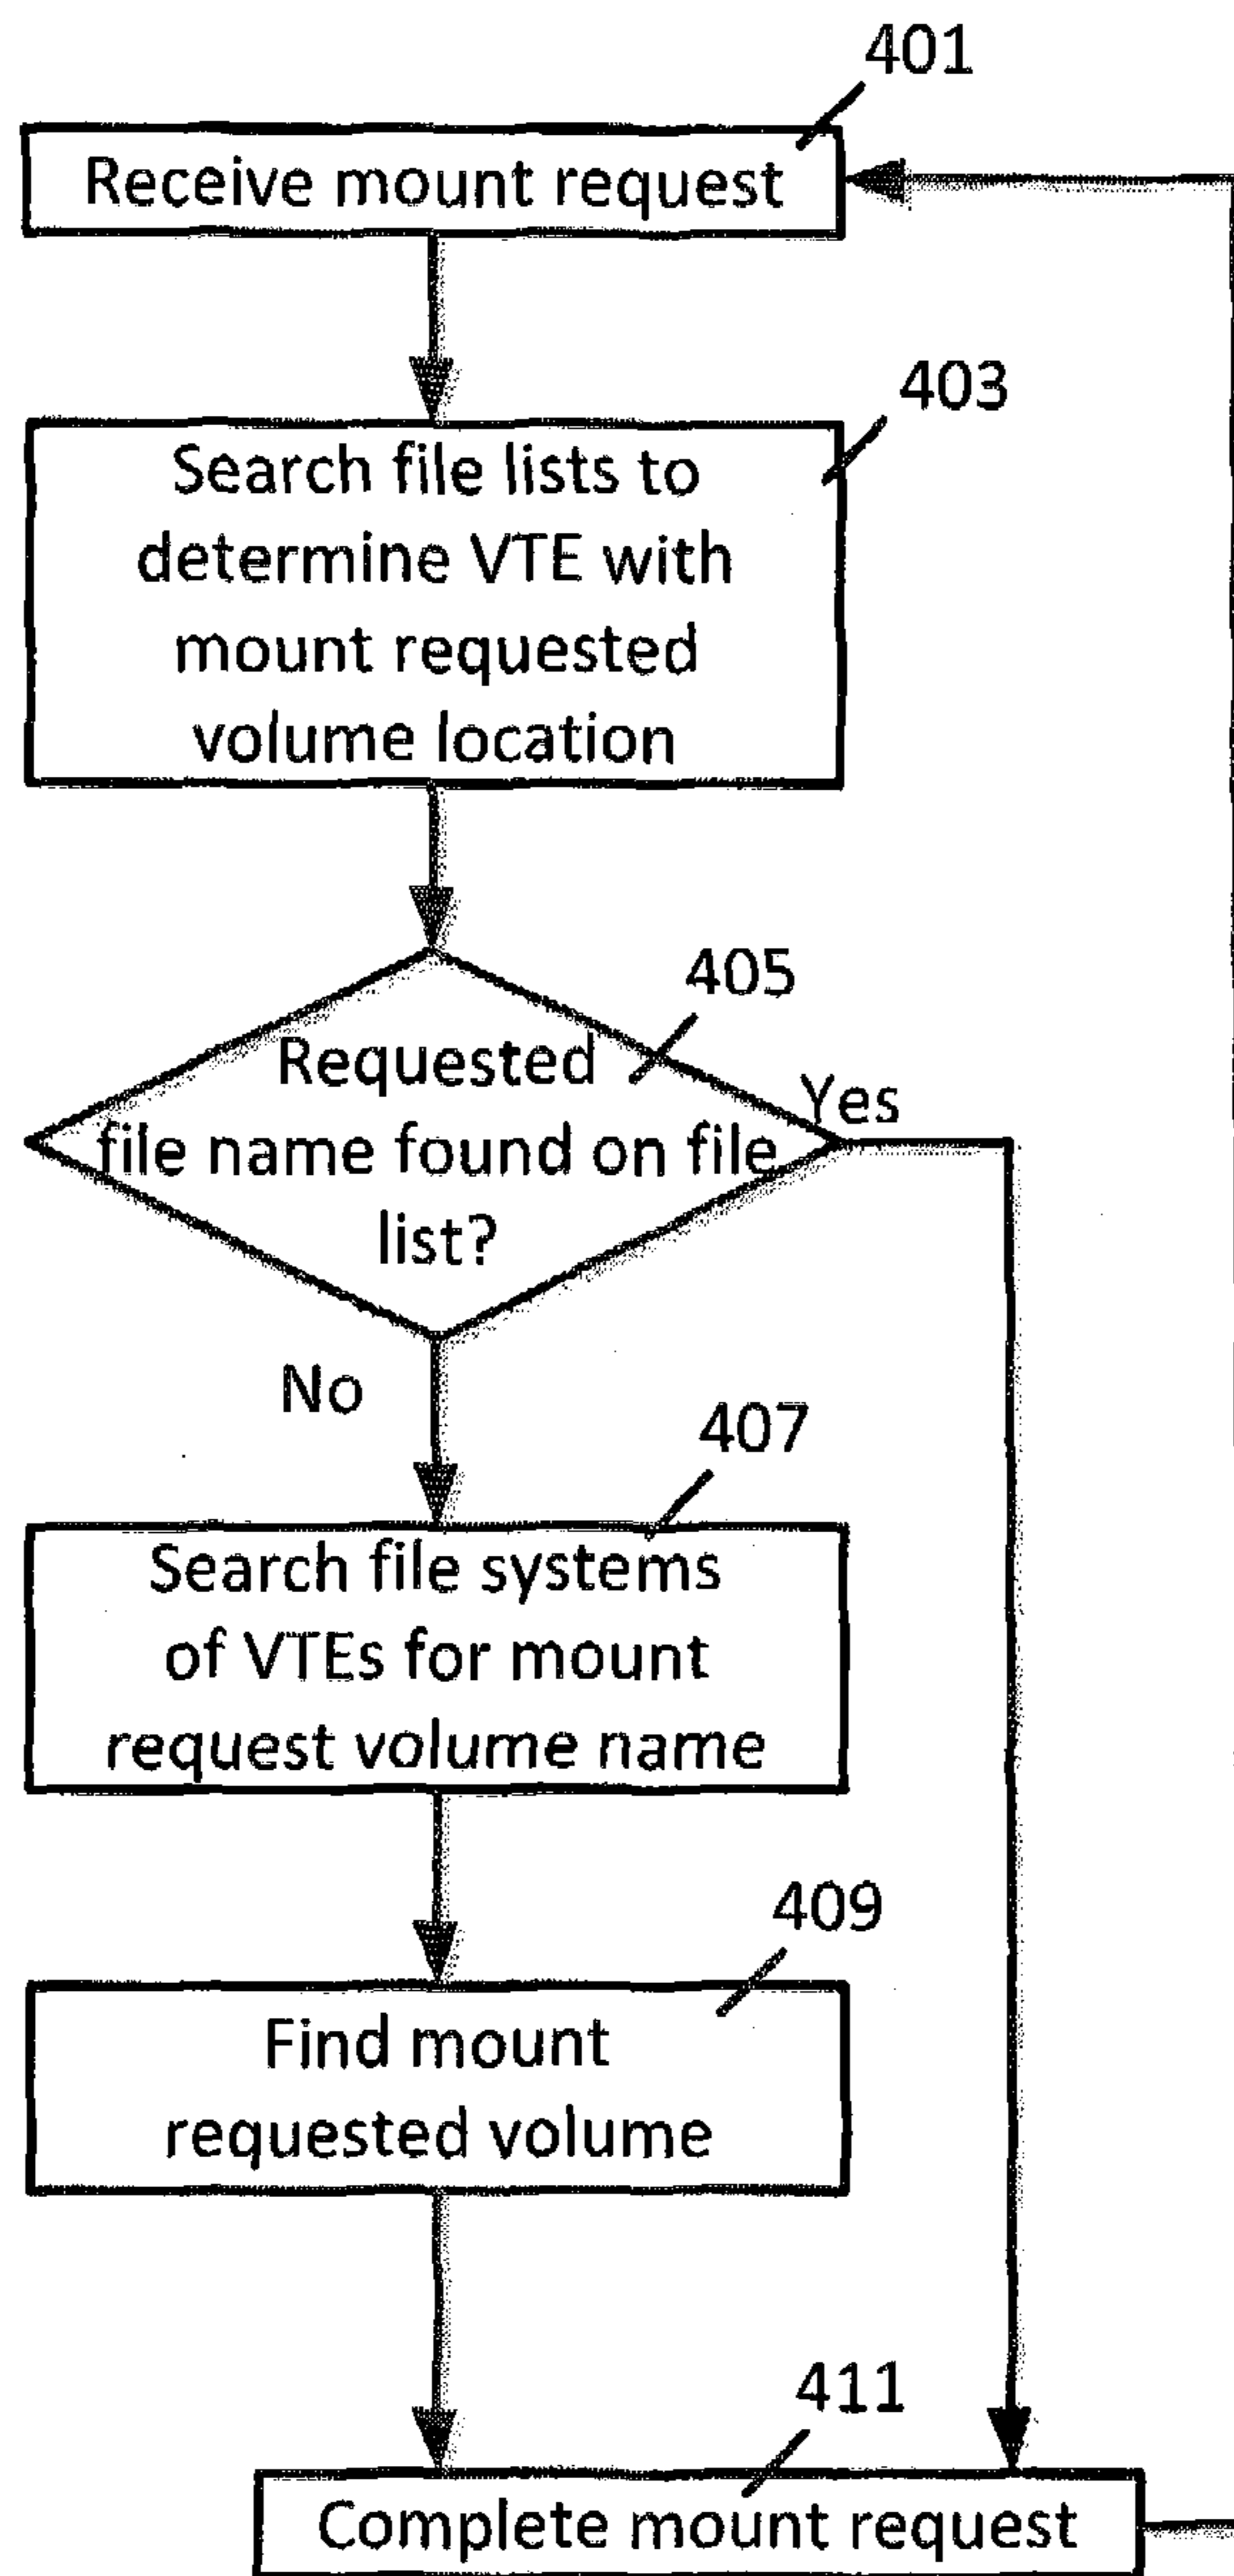 401
Receive mount request
403
Search file lists to
determine VTE with
mount requested
volume location
405
Requested
file name found on file
list?
Yes
No
407
Search file systems
of VTEs for mount
request volume name
409
Find mount
requested volume
411
Complete mount request